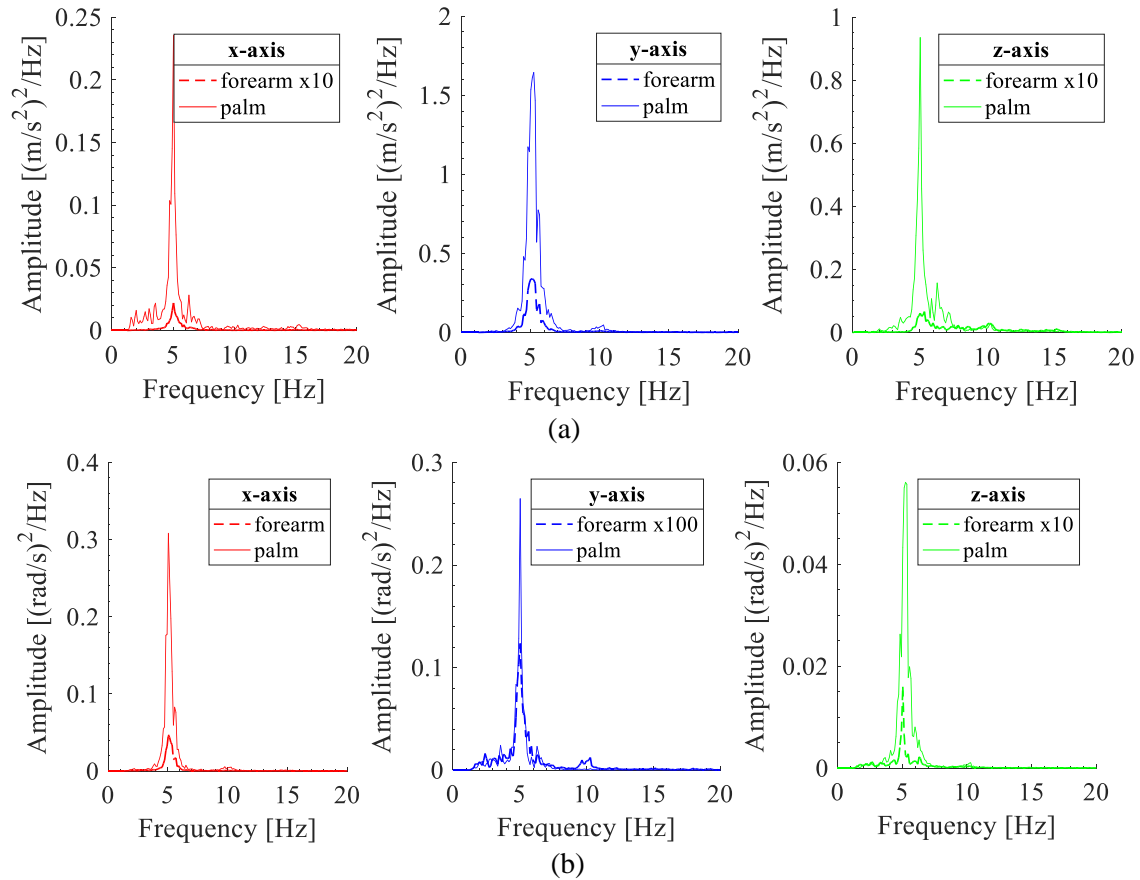 x-axis
forearm x10
palm
Amplitude [(m/s²)²/Hz]
0.25
0.2
0.15
0.1
0.05
0
0 5 10 15 20
Frequency [Hz]
y-axis
forearm
palm
Amplitude [(m/s²)²/Hz]
2
1.5
1
0.5
0
0 5 10 15 20
Frequency [Hz]
z-axis
forearm x10
palm
Amplitude [(m/s²)²/Hz]
1
0.8
0.6
0.4
0.2
0
0 5 10 15 20
Frequency [Hz]
(a)
x-axis
forearm
palm
Amplitude [(rad/s)²/Hz]
0.4
0.3
0.2
0.1
0
0 5 10 15 20
Frequency [Hz]
y-axis
forearm x100
palm
Amplitude [(rad/s)²/Hz]
0.3
0.2
0.1
0
0 5 10 15 20
Frequency [Hz]
z-axis
forearm x10
palm
Amplitude [(rad/s)²/Hz]
0.06
0.04
0.02
0
0 5 10 15 20
Frequency [Hz]
(b)